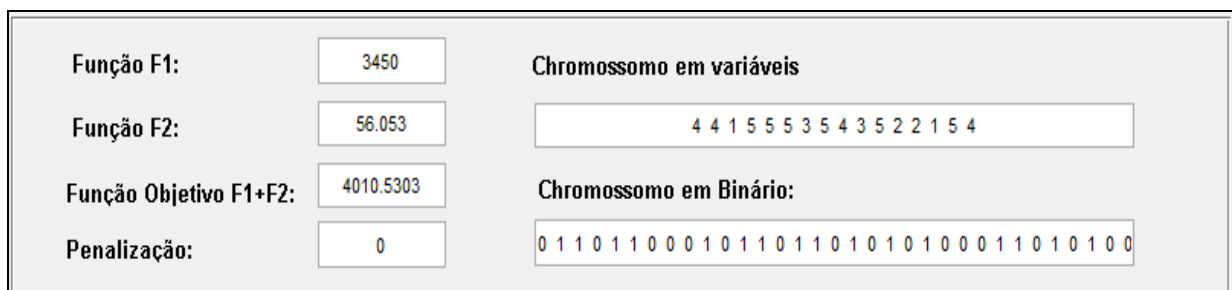 Função F1:
3450
Função F2:
56.053
Função Objetivo F1+F2:
4010.5303
Penalização:
0
Chromossomo em variáveis
4 4 1 5 5 5 3 5 4 3 5 2 2 1 5 4
Chromossomo em Binário:
0 1 1 0 1 1 0 0 0 1 0 1 1 0 1 1 0 1 0 1 0 1 0 0 0 1 1 0 1 0 1 0 0